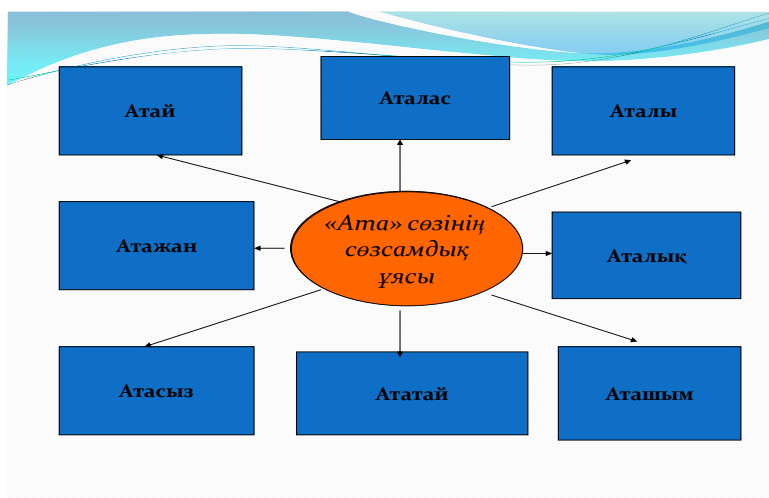 Атай
Аталас
Аталы
Атажан
«Ата» сөзінің
сөзсамдық
ұясы
Аталық
Атасыз
Ататай
Аташым